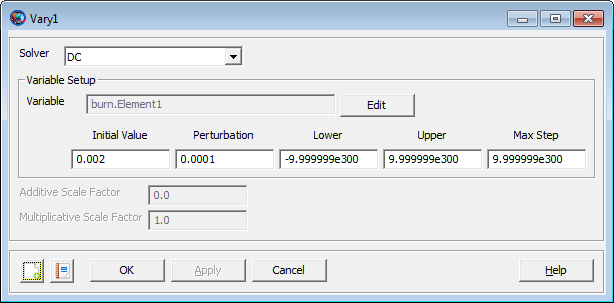 Vary1
Solver DC
Variable Setup
Variable burn.Element1 Edit
Initial Value Perturbation Lower Upper Max Step
0.002 0.0001 -9.999999e300 9.999999e300 9.999999e300
Additive Scale Factor 0.0
Multiplicative Scale Factor 1.0
OK Apply Cancel Help